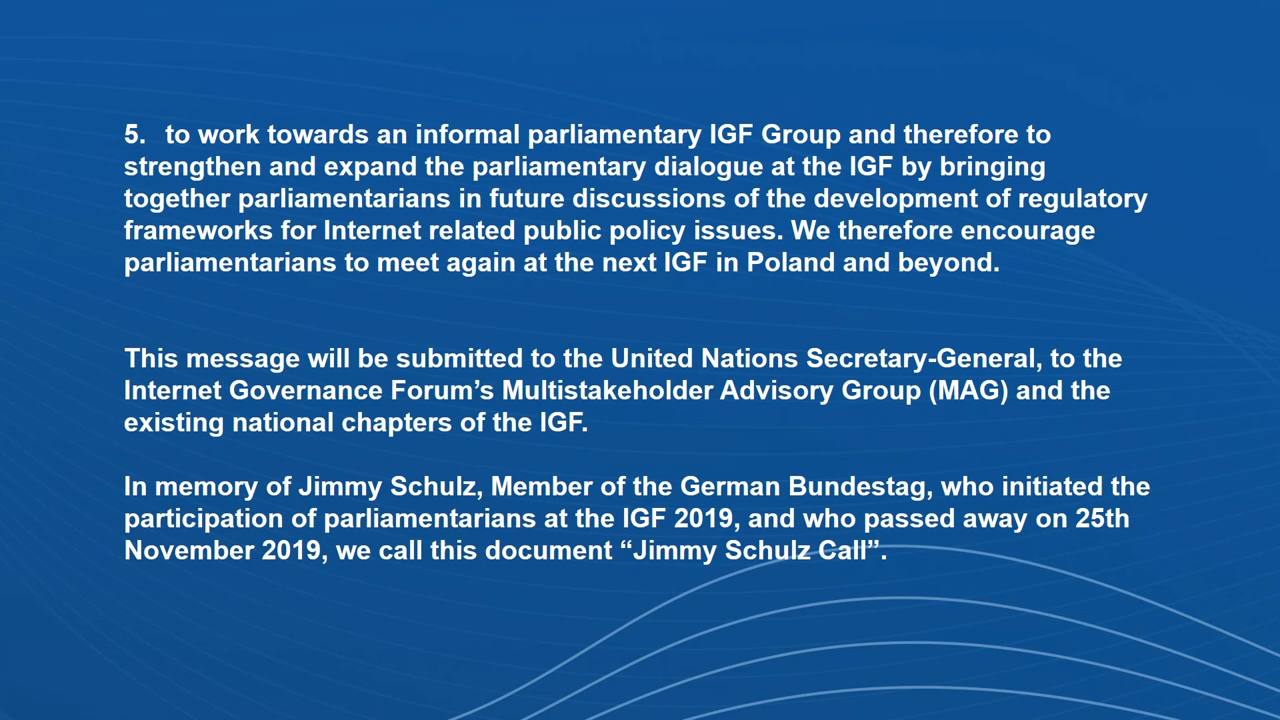 5. to work towards an informal parliamentary IGF Group and therefore to
strengthen and expand the parliamentary dialogue at the IGF by bringing
together parliamentarians in future discussions of the development of regulatory
frameworks for Internet related public policy issues. We therefore encourage
parliamentarians to meet again at the next IGF in Poland and beyond.
This message will be submitted to the United Nations Secretary-General, to the
Internet Governance Forum’s Multistakeholder Advisory Group (MAG) and the
existing national chapters of the IGF.
In memory of Jimmy Schulz, Member of the German Bundestag, who initiated the
participation of parliamentarians at the IGF 2019, and who passed away on 25th
November 2019, we call this document “Jimmy Schulz Call”.